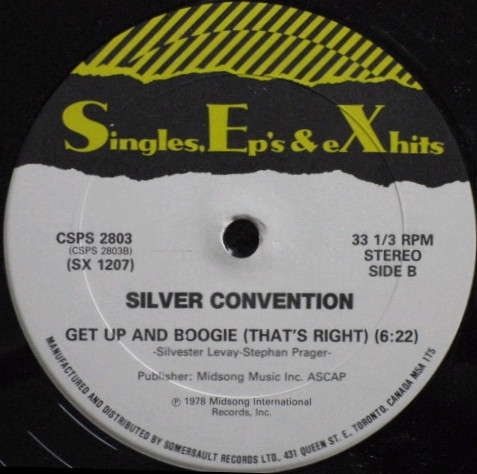 Singles, Ep's & eXhits
CSPS 2803
(CSPS 2803B)
(SX 1207)
33 1/3 RPM
STEREO
SIDE B
SILVER CONVENTION
GET UP AND BOOGIE (THAT'S RIGHT) (6:22)
-Silvester Levay-Stephan Prager-
Publisher: Midsong Music Inc. ASCAP
℗ 1978 Midsong International
Records, Inc.
MANUFACTURED AND DISTRIBUTED BY SOMERSAULT RECORDS LTD., 431 QUEEN ST. E. TORONTO, CANADA M5A 1T5